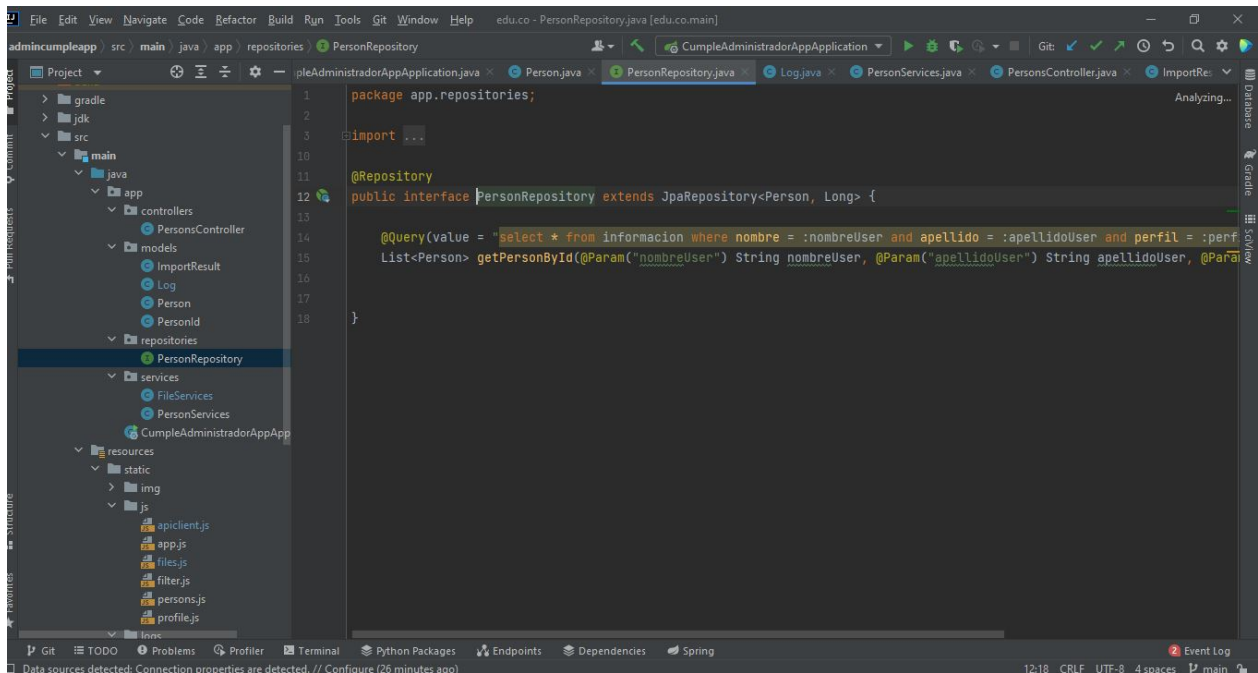 File Edit View Navigate Code Refactor Build Run Tools Git Window Help edu.co - PersonRepository.java [edu.co.main]
admincumpleapp src main java app repositories PersonRepository CumpleAdministradorAppApplication Git:
Project pleAdministradorAppApplication.java Person.java PersonRepository.java Log.java PersonServices.java PersonsController.java ImportRes
gradle
jdk
src
main
java
app
controllers
PersonsController
models
ImportResult
Log
Person
PersonId
repositories
PersonRepository
services
FileServices
PersonServices
CumpleAdministradorAppApp
resources
static
img
js
apiclient.js
app.js
files.js
filter.js
persons.js
profile.js
logs
1 package app.repositories;
Analyzing...
2
3 import ...
10
11 @Repository
12 public interface PersonRepository extends JpaRepository<Person, Long> {
13
14 @Query(value = "select * from informacion where nombre = :nombreUser and apellido = :apellidoUser and perfil = :perf
15 List<Person> getPersonById(@Param("nombreUser") String nombreUser, @Param("apellidoUser") String apellidoUser, @Para
16
17
18 }
Project
Commit
Pull Requests
Structure
Favorites
Database
Gradle
SciView
Git TODO Problems Profiler Terminal Python Packages Endpoints Dependencies Spring 2 Event Log
Data sources detected: Connection properties are detected. // Configure (26 minutes ago) 12:18 CRLF UTF-8 4 spaces main